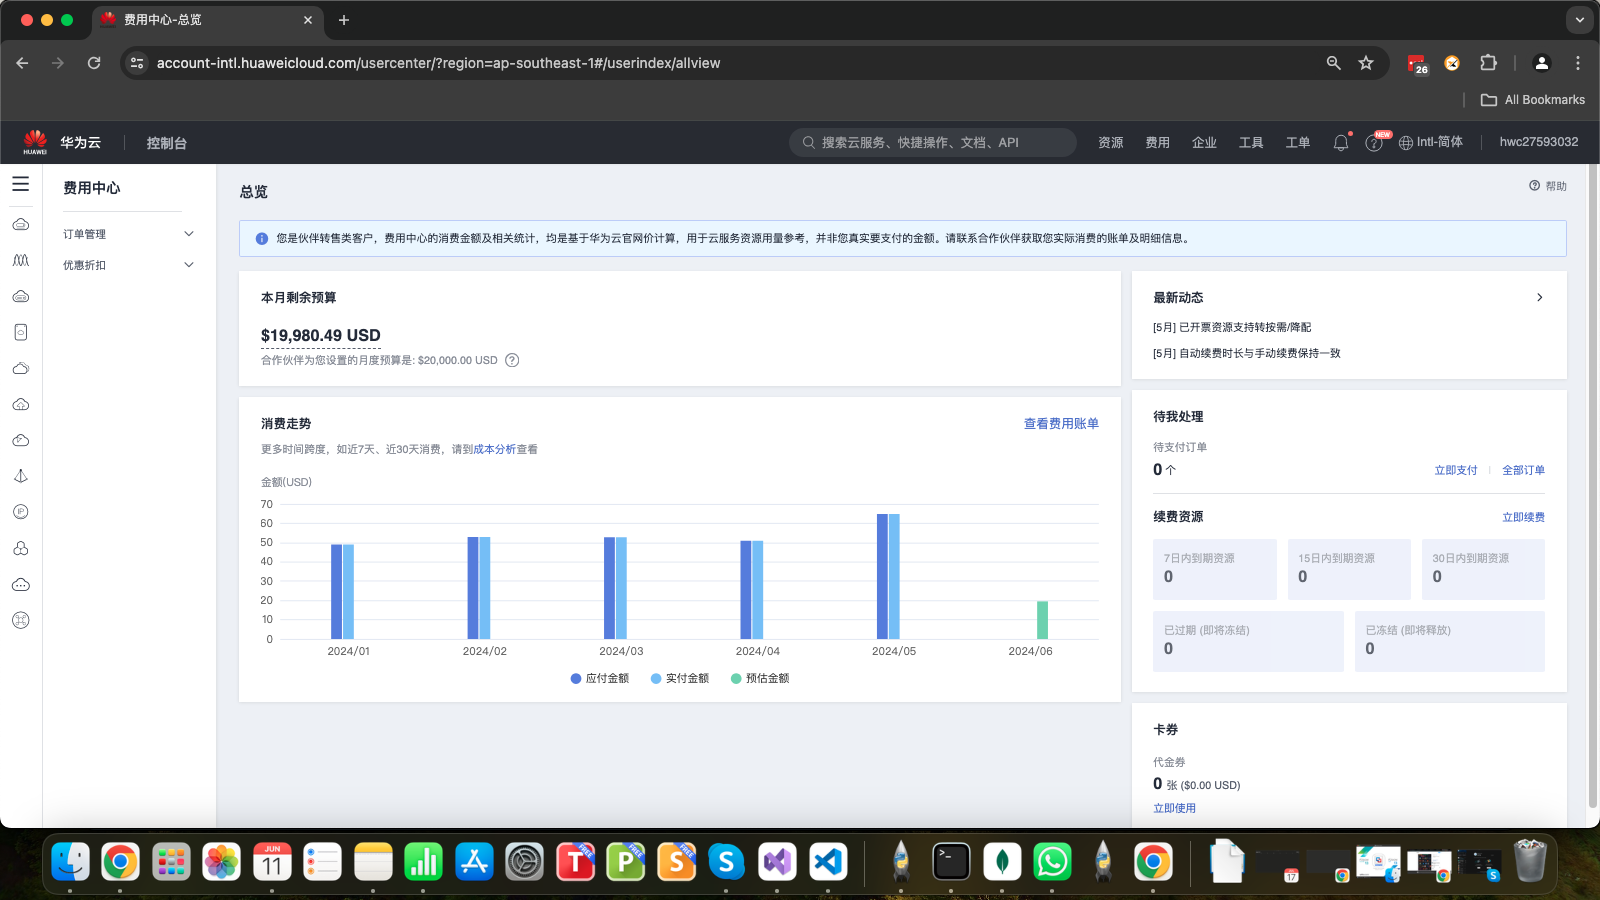 费用中心-总览
account-intl.huaweicloud.com/usercenter/?region=ap-southeast-1#/userindex/allview
26
All Bookmarks
HUAWEI
华为云
控制台
搜索云服务、快捷操作、文档、API
资源
费用
企业
工具
工单
NEW
Intl-简体
hwc27593032
费用中心
订单管理
优惠折扣
IP
总览
帮助
您是伙伴转售类客户，费用中心的消费金额及相关统计，均是基于华为云官网价计算，用于云服务资源用量参考，并非您真实要支付的金额。请联系合作伙伴获取您实际消费的账单及明细信息。
本月剩余预算
$19,980.49 USD
合作伙伴为您设置的月度预算是: $20,000.00 USD
最新动态
[5月] 已开票资源支持转按需/降配
[5月] 自动续费时长与手动续费保持一致
消费走势
查看费用账单
更多时间跨度，如近7天、近30天消费，请到成本分析查看
金额(USD)
70
60
50
40
30
20
10
0
2024/01
2024/02
2024/03
2024/04
2024/05
2024/06
应付金额
实付金额
预估金额
待我处理
待支付订单
0 个
立即支付
全部订单
续费资源
立即续费
7日内到期资源
0
15日内到期资源
0
30日内到期资源
0
已过期 (即将冻结)
0
已冻结 (即将释放)
0
卡券
代金券
0 张 ($0.00 USD)
立即使用
JUN
11
T
FREE
P
FREE
S
FREE
S
17
S